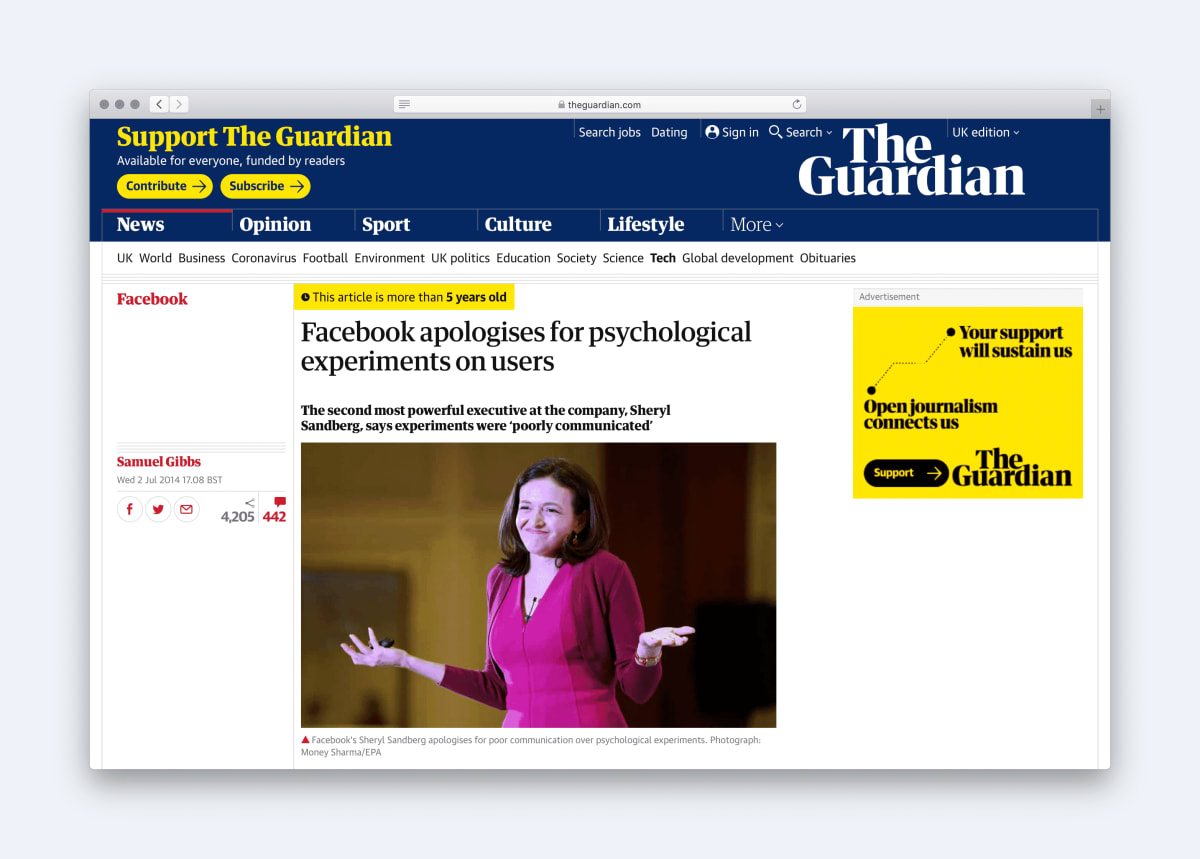 theguardian.com
Support The Guardian
Available for everyone, funded by readers
Contribute
Subscribe
Search jobs
Dating
Sign in
Search
UK edition
The
Guardian
News
Opinion
Sport
Culture
Lifestyle
More
UK World Business Coronavirus Football Environment UK politics Education Society Science Tech Global development Obituaries
Facebook
This article is more than 5 years old
Facebook apologises for psychological
experiments on users
The second most powerful executive at the company, Sheryl
Sandberg, says experiments were ‘poorly communicated’
Samuel Gibbs
Wed 2 Jul 2014 17.08 BST
4,205
442
Facebook's Sheryl Sandberg apologises for poor communication over psychological experiments. Photograph:
Money Sharma/EPA
Advertisement
Your support
will sustain us
Open journalism
connects us
Support
The
Guardian